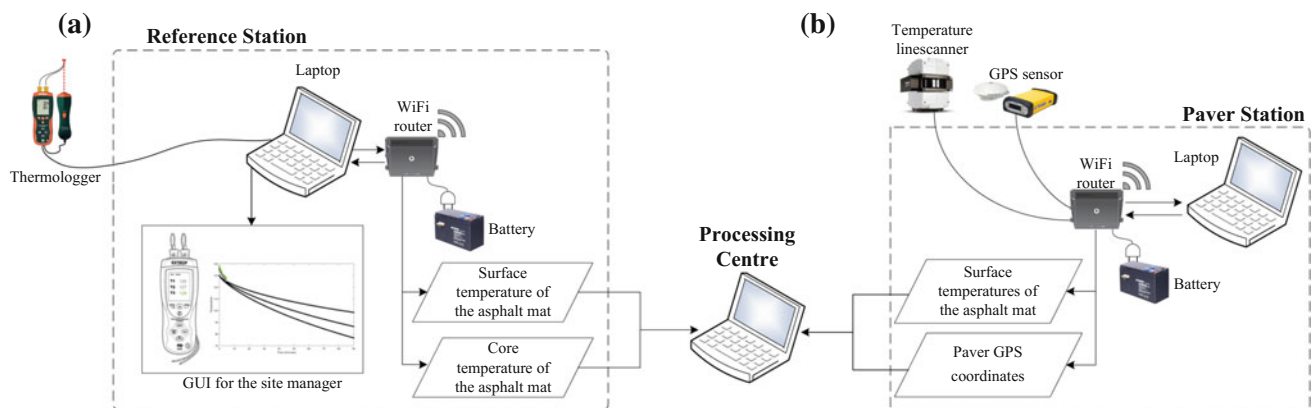 (a)
Reference Station
Laptop
WiFi
router
Thermologger
Battery
Surface
temperature of
the asphalt mat
Core
temperature of
the asphalt mat
GUI for the site manager
Processing
Centre
(b)
Temperature
linescanner
GPS sensor
Paver Station
WiFi
router
Laptop
Battery
Surface
temperatures of
the asphalt mat
Paver GPS
coordinates